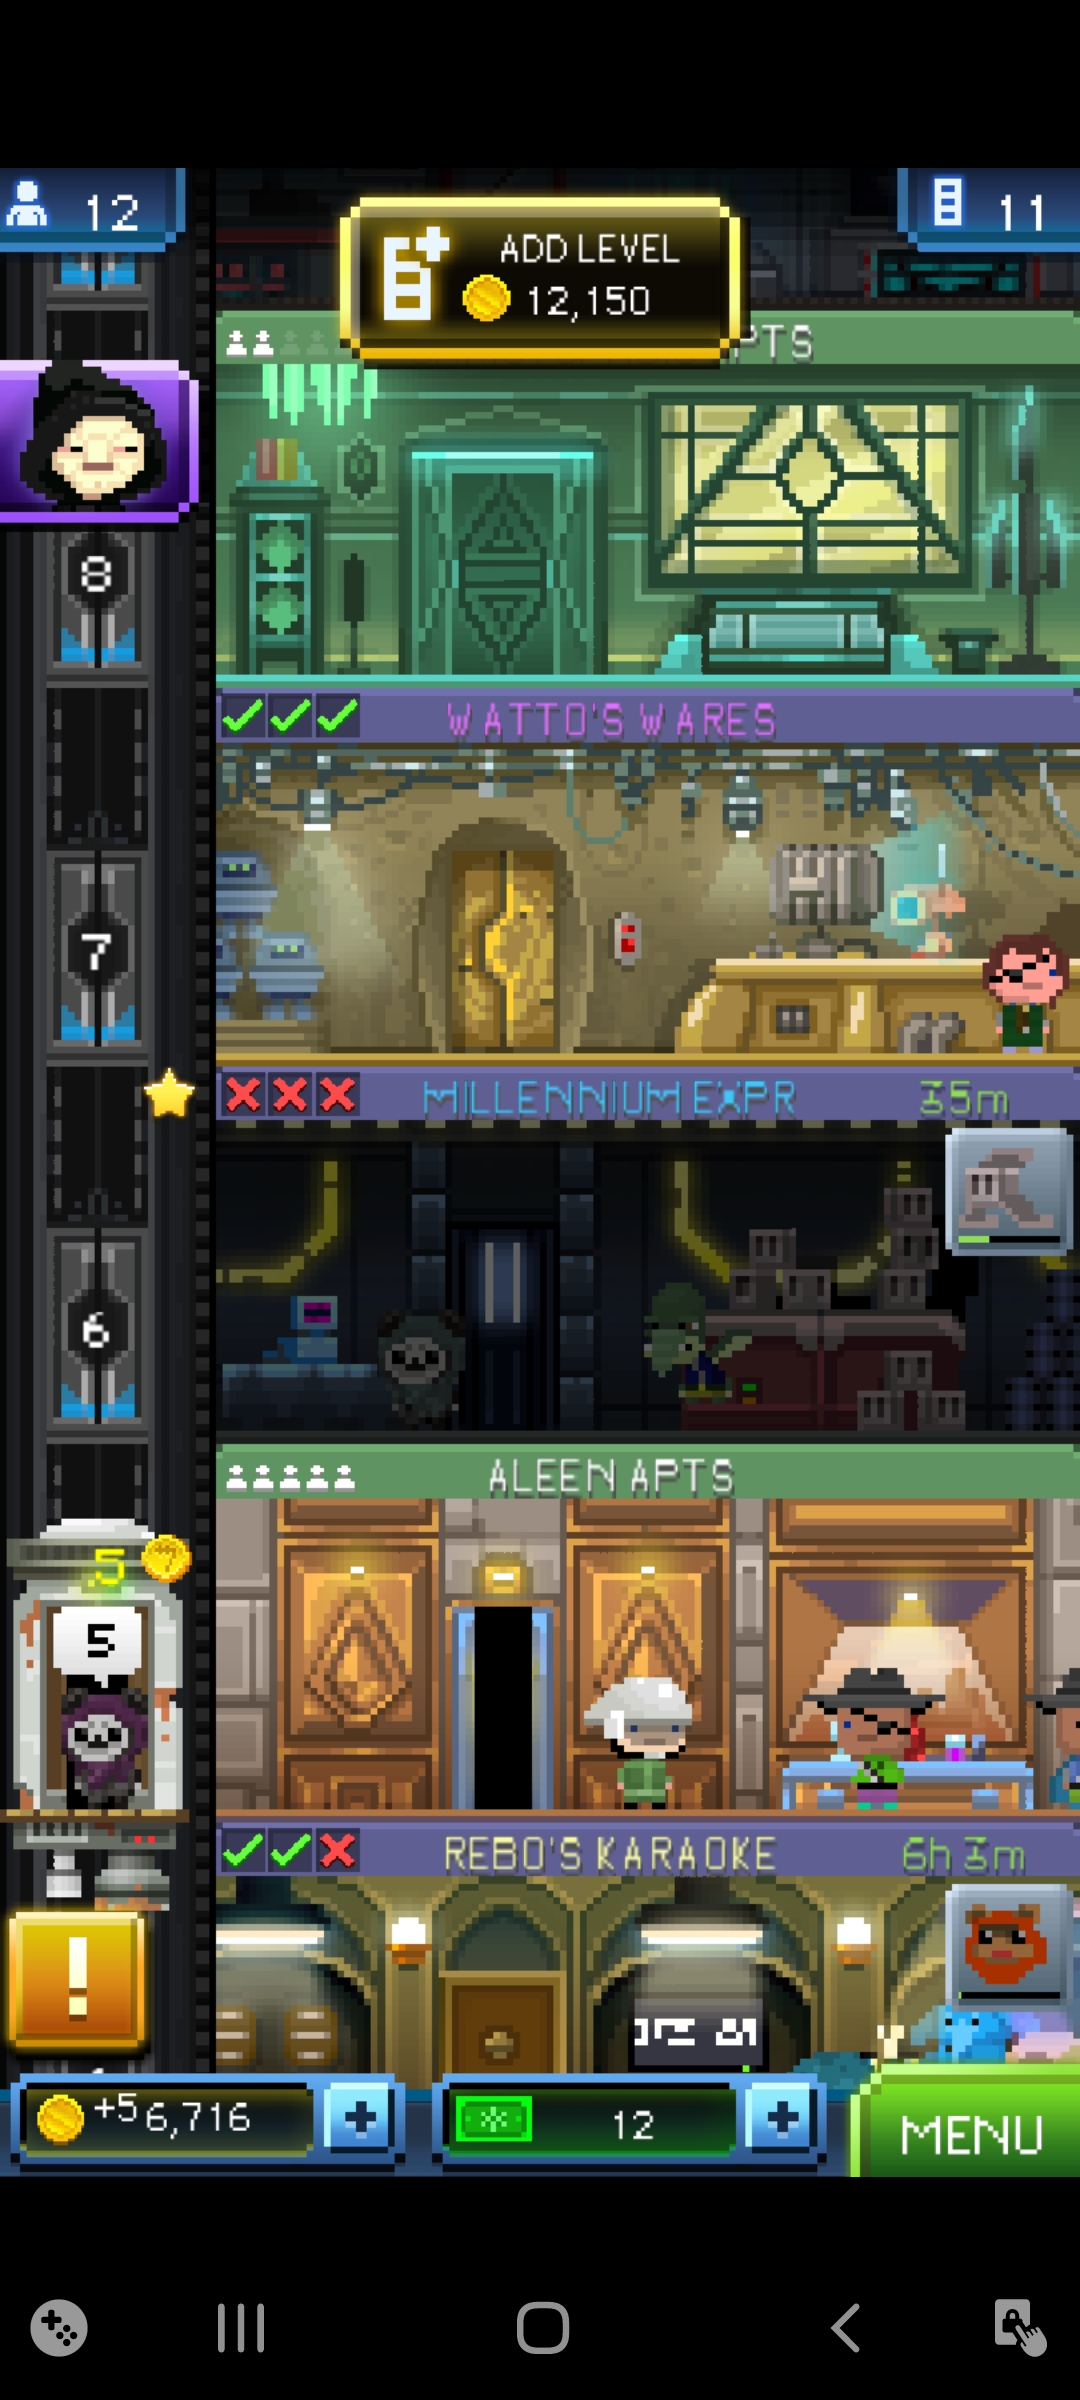 12
ADD LEVEL
12,150
11
PTS
8
WATTO'S WARES
7
MILLENNIUM EXPR
35m
6
ALEEN APTS
.5
5
REBO'S KARAOKE
6h 3m
!
+5
6,716
12
MENU